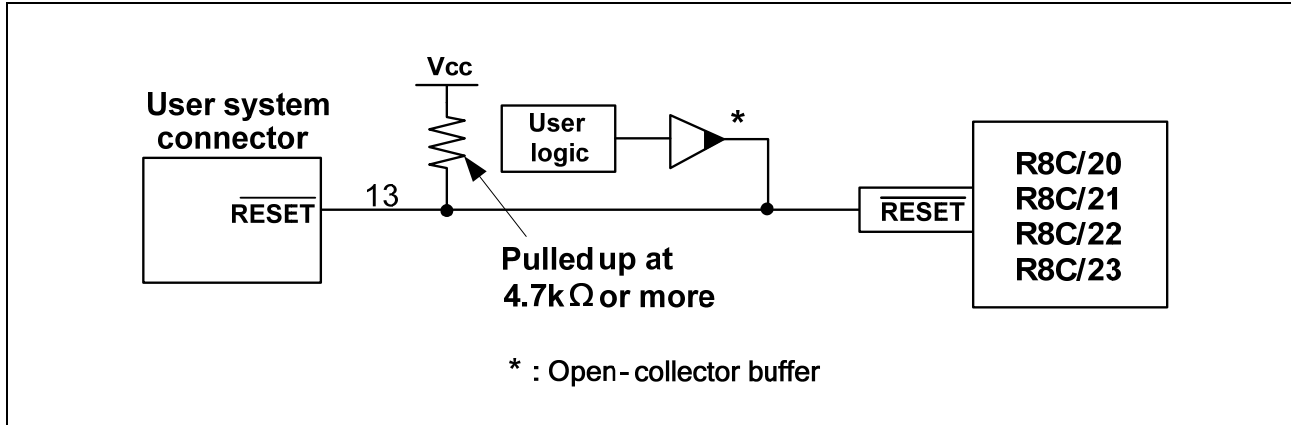 Vcc
User system
connector
User
logic
*
R8C/20
R8C/21
R8C/22
R8C/23
RESET
13
RESET
Pulled up at
4.7kΩ or more
* : Open-collector buffer